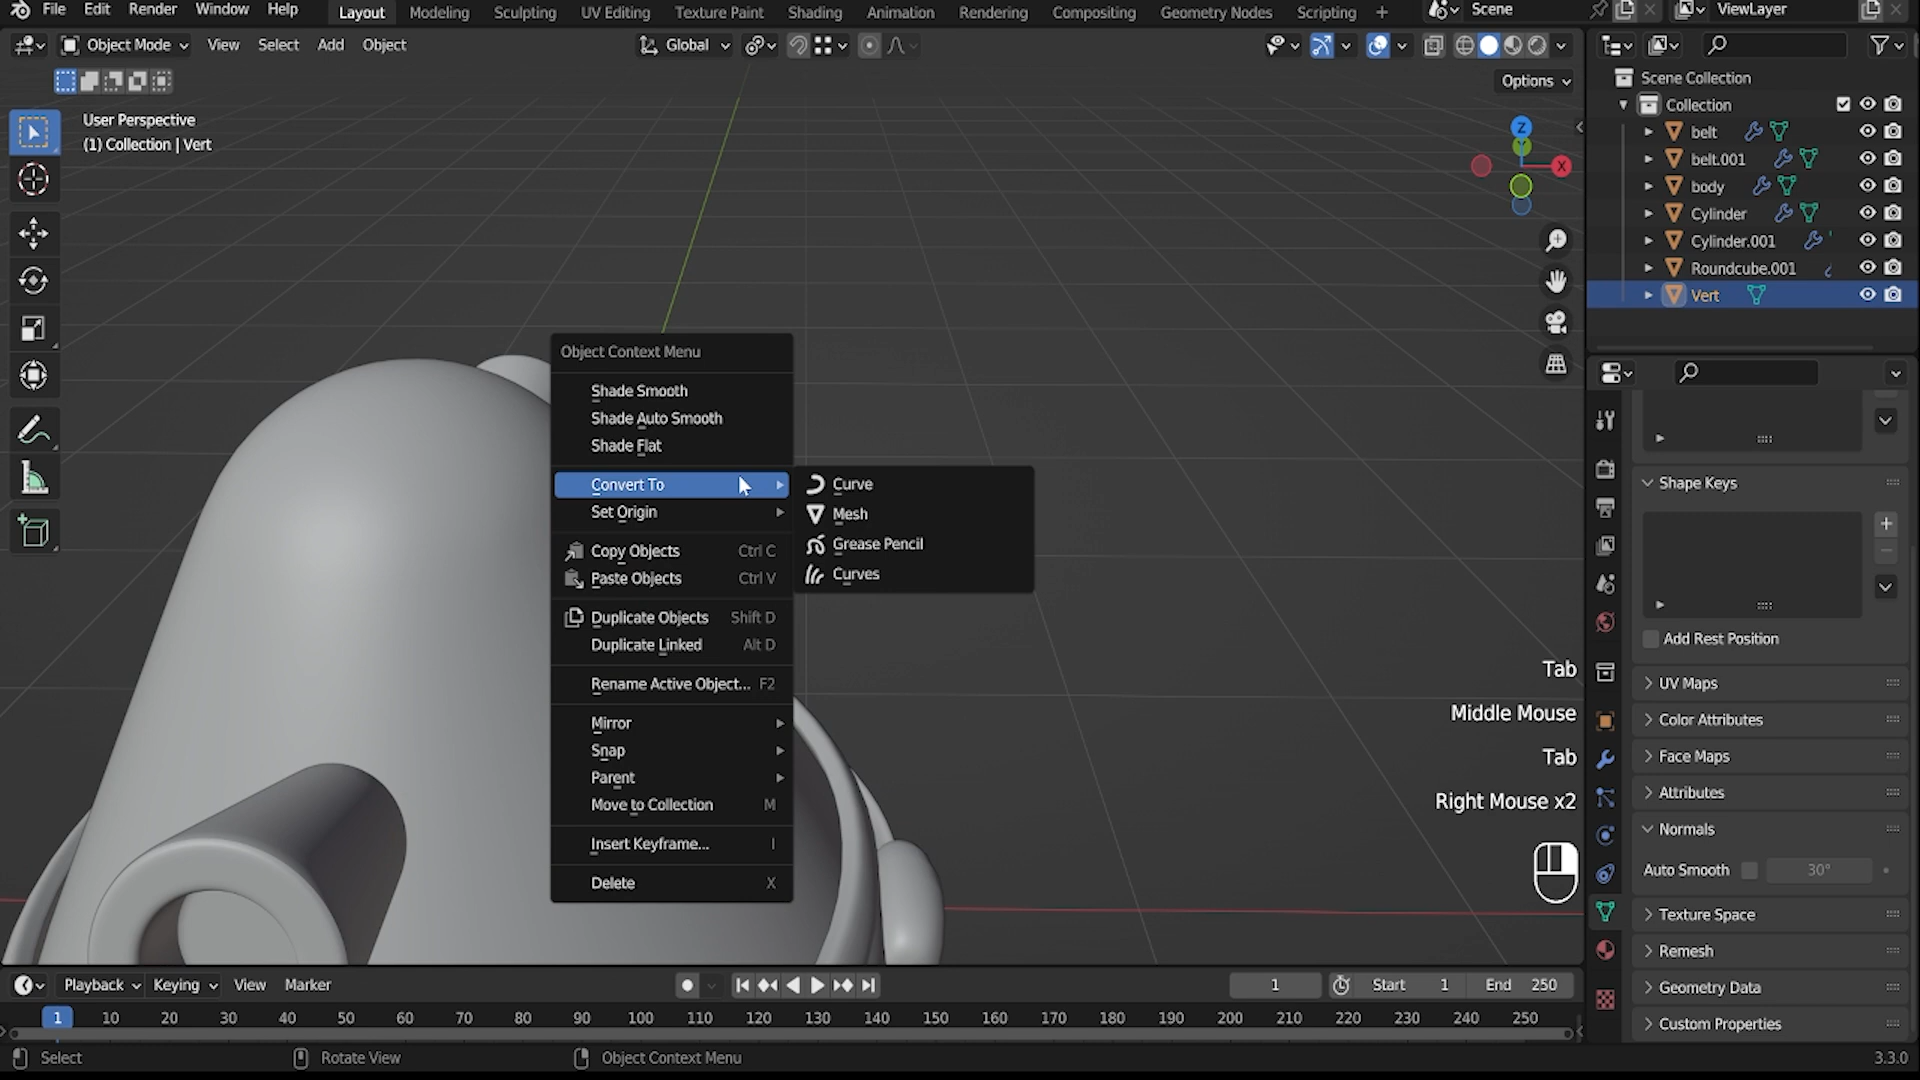 File Edit Render Window Help Layout Modeling Sculpting UV Editing Texture Paint Shading Animation Rendering Compositing Geometry Nodes Scripting + Scene ViewLayer
Object Mode View Select Add Object Global
Options
User Perspective
(1) Collection | Vert
Z
X
Scene Collection
Collection
belt
belt.001
body
Cylinder
Cylinder.001
Roundcube.001
Vert
Object Context Menu
Shade Smooth
Shade Auto Smooth
Shade Flat
Convert To
Set Origin
Copy Objects Ctrl C
Paste Objects Ctrl V
Duplicate Objects Shift D
Duplicate Linked Alt D
Rename Active Object... F2
Mirror
Snap
Parent
Move to Collection M
Insert Keyframe... I
Delete X
Curve
Mesh
Grease Pencil
Curves
Tab
Middle Mouse
Tab
Right Mouse x2
Shape Keys
Add Rest Position
UV Maps
Color Attributes
Face Maps
Attributes
Normals
Auto Smooth 30°
Texture Space
Remesh
Geometry Data
Custom Properties
Playback Keying View Marker 1 Start 1 End 250
1 10 20 30 40 50 60 70 80 90 100 110 120 130 140 150 160 170 180 190 200 210 220 230 240 250
Select Rotate View Object Context Menu 3.3.0